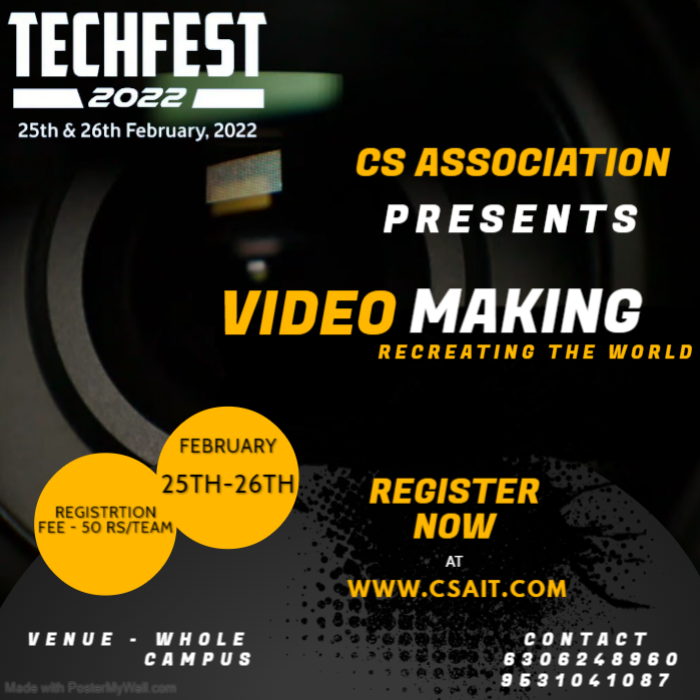 TECHFEST
2022
25th & 26th February, 2022
CS ASSOCIATION
PRESENTS
VIDEO MAKING
RECREATING THE WORLD
FEBRUARY
25TH-26TH
REGISTRTION
FEE - 50 RS/TEAM
REGISTER
NOW
AT
WWW.CSAIT.COM
VENUE - WHOLE
CAMPUS
CONTACT
6306248960
9531041087
Made with PosterMyWall.com